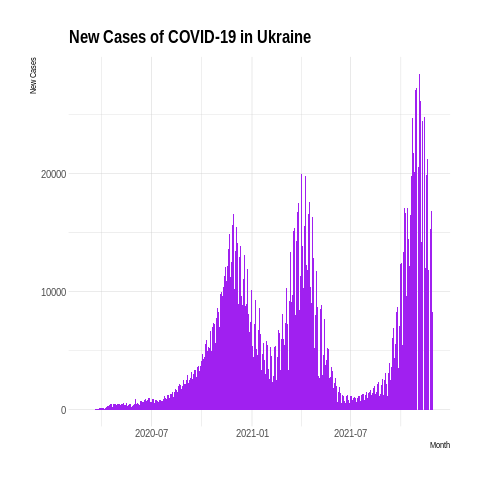 New Cases of COVID-19 in Ukraine
New Cases
20000
10000
0
2020-07
2021-01
2021-07
Month